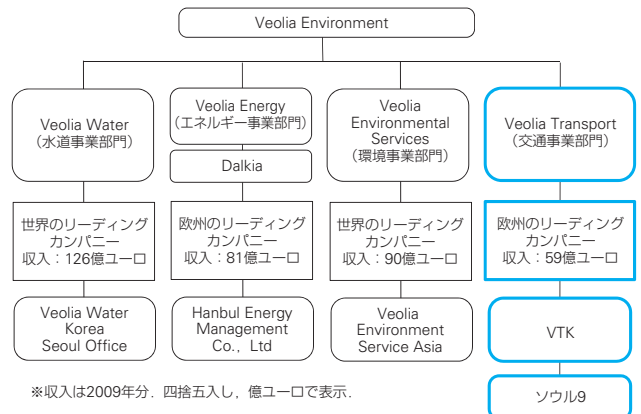 Veolia Environment
Veolia Water
（水道事業部門）
Veolia Energy
（エネルギー事業部門）
Dalkia
Veolia
Environmental
Services
（環境事業部門）
Veolia Transport
（交通事業部門）
世界のリーディング
カンパニー
収入：126億ユーロ
欧州のリーディング
カンパニー
収入：81億ユーロ
世界のリーディング
カンパニー
収入：90億ユーロ
欧州のリーディング
カンパニー
収入：59億ユーロ
Veolia Water
Korea
Seoul Office
Hanbul Energy
Management
Co., Ltd
Veolia
Environment
Service Asia
VTK
ソウル9
※収入は2009年分．四捨五入し，億ユーロで表示．